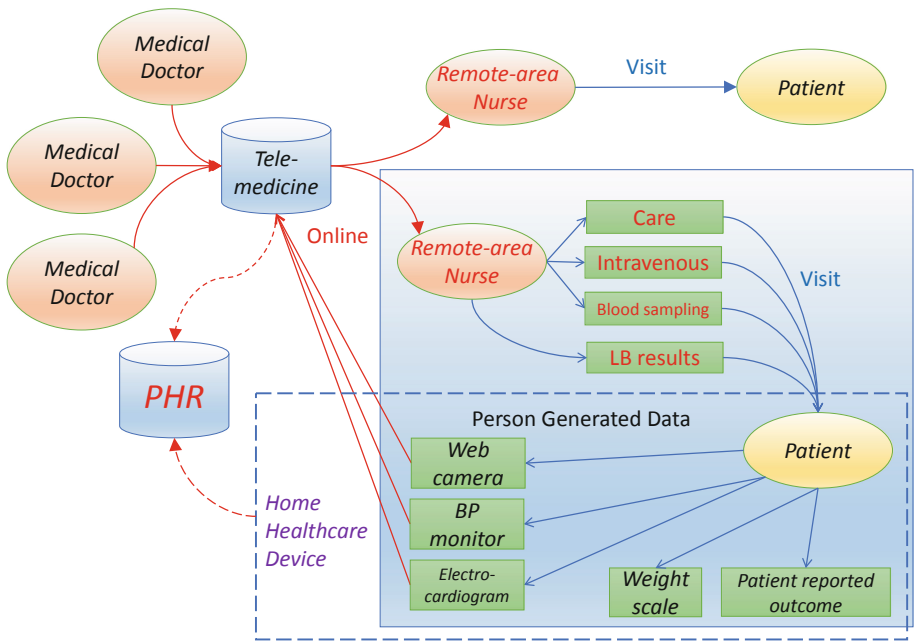 Medical
Doctor
Remote-area
Nurse
Visit
Patient
Medical
Doctor
Tele-
medicine
Medical
Doctor
Online
Remote-area
Nurse
Care
Intravenous
Blood sampling
LB results
Visit
PHR
Person Generated Data
Home
Healthcare
Device
Web
camera
BP
monitor
Electro-
cardiogram
Patient
Weight
scale
Patient reported
outcome